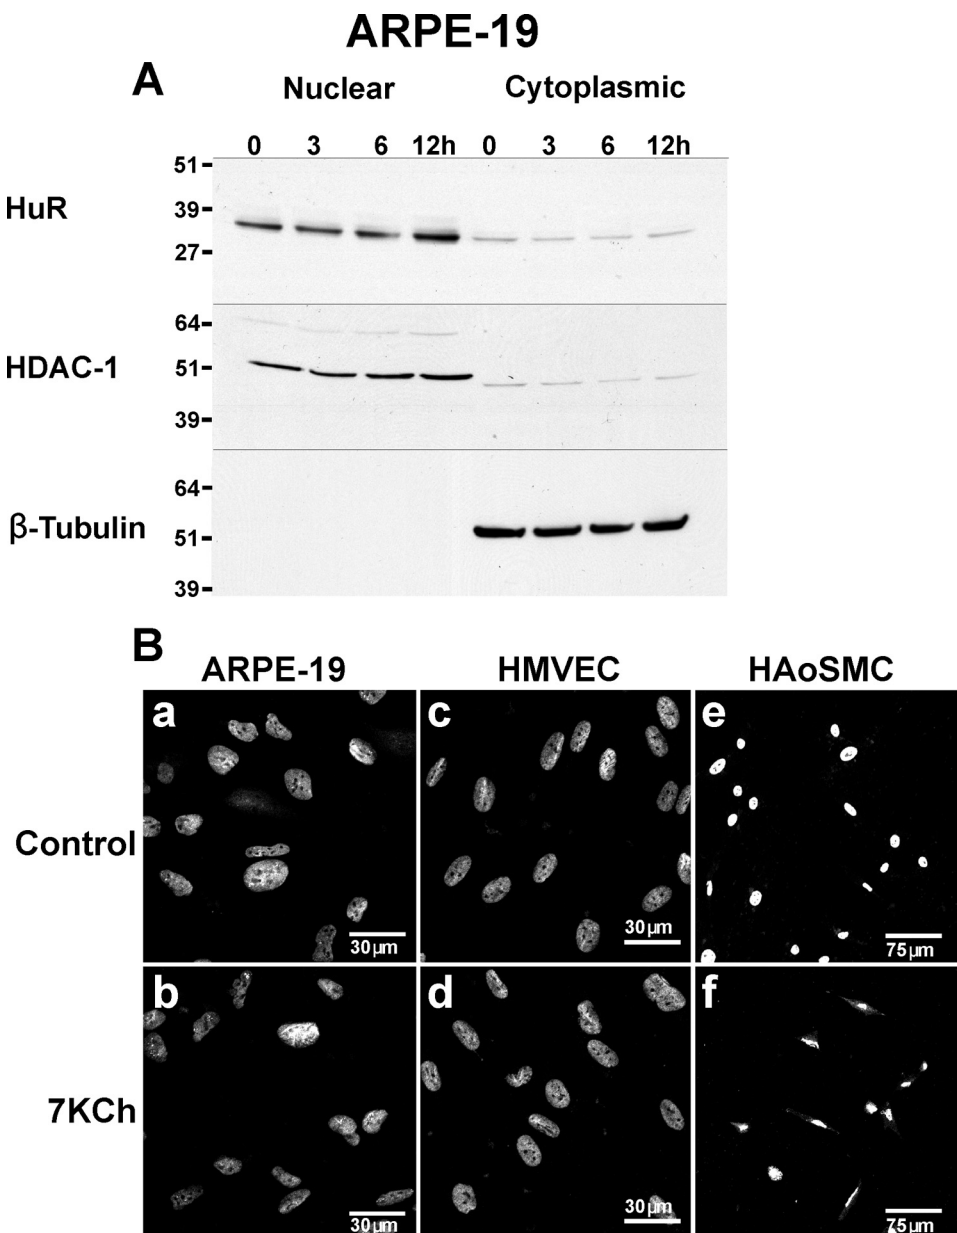 ARPE-19
A
Nuclear Cytoplasmic
0 3 6 12h 0 3 6 12h
HuR
51
39
27
HDAC-1
64
51
39
β-Tubulin
64
51
39
B
ARPE-19 HMVEC HAoSMC
Control
a c e
30µm 30µm 75µm
7KCh
b d f
30µm 30µm 75µm